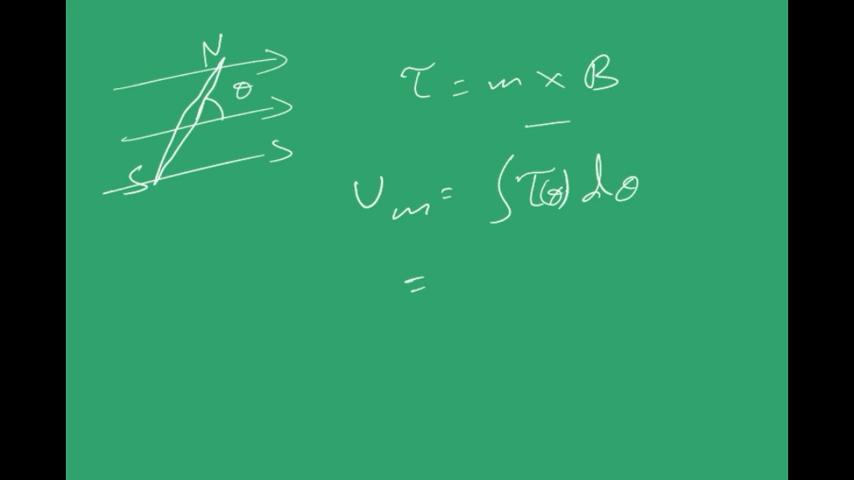 N
θ
S
τ = m × B
U_m = ∫ τ(θ) dθ
=